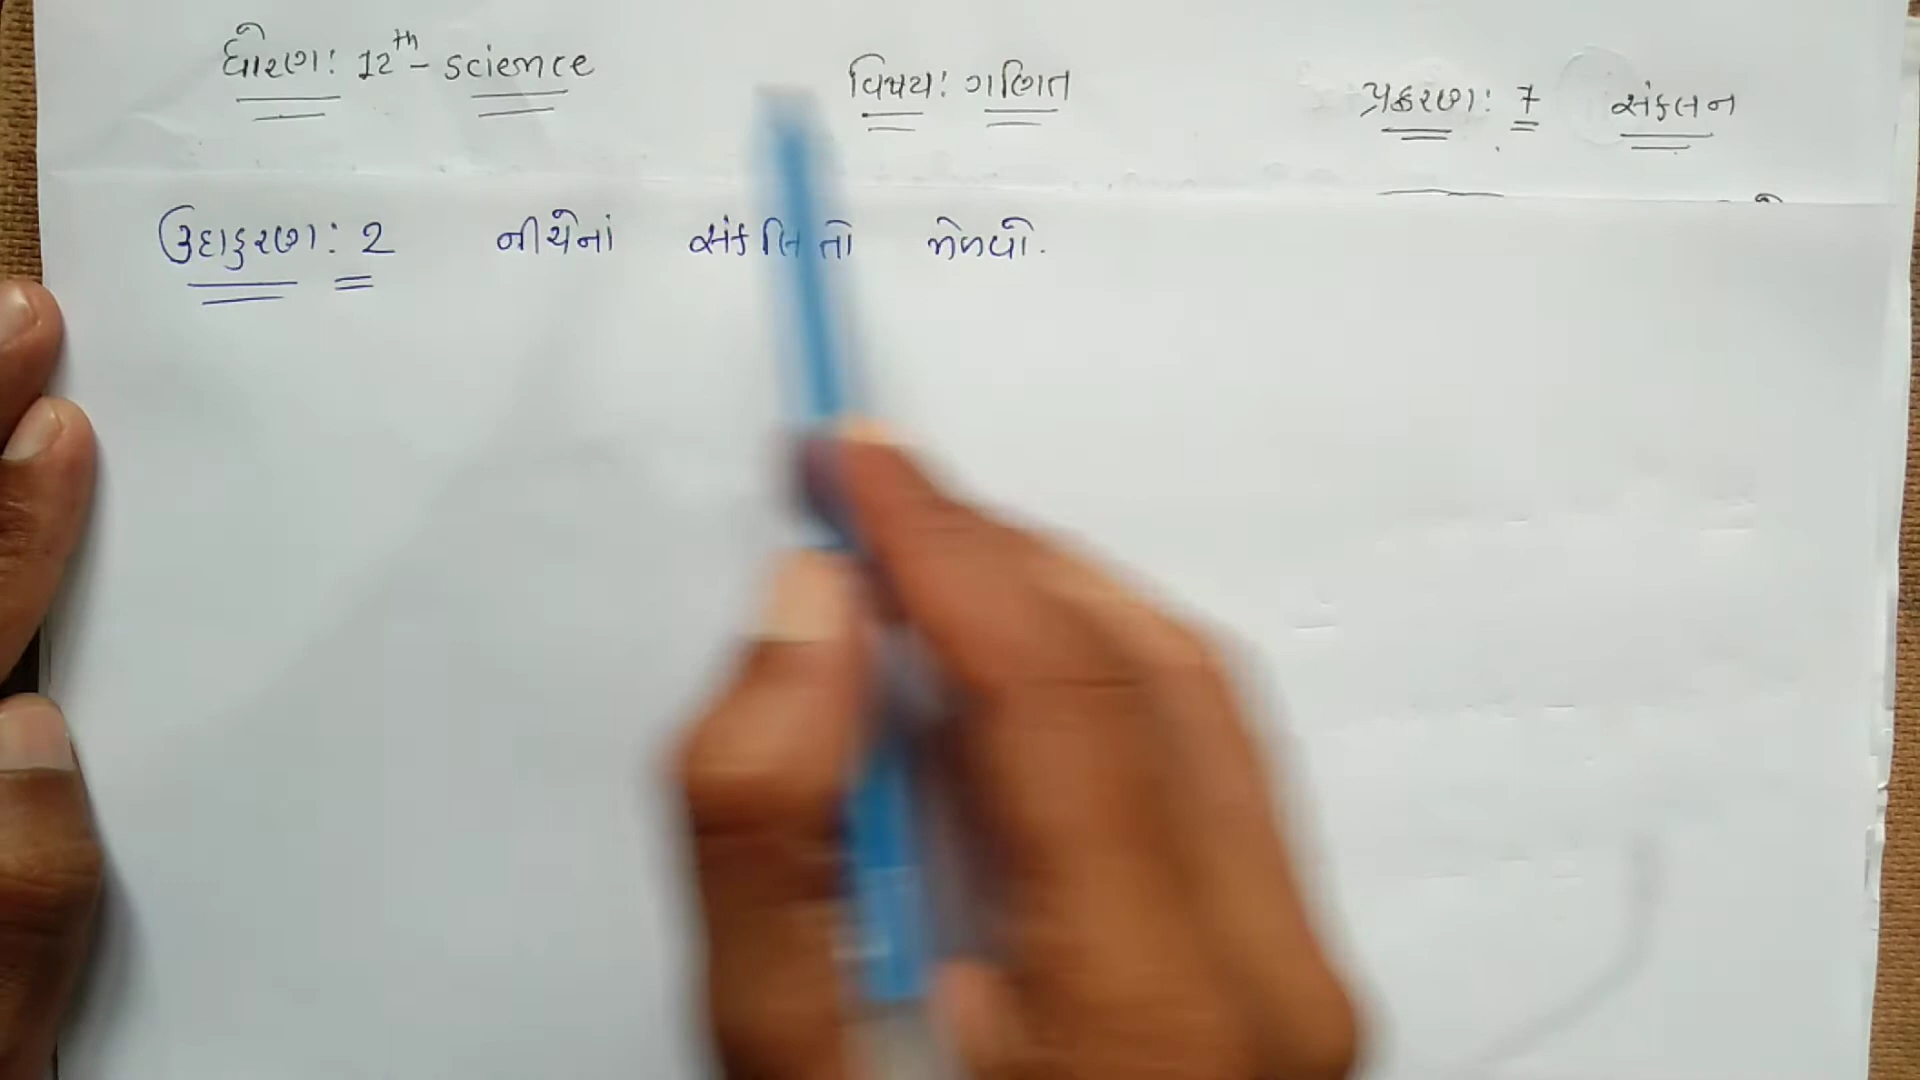 ધોરણ: 12th - science વિષય: ગણિત પ્રકરણ: 7 સંકલન
ઉદાહરણ: 2 નીચેનાં સંકલિતો મેળવો.